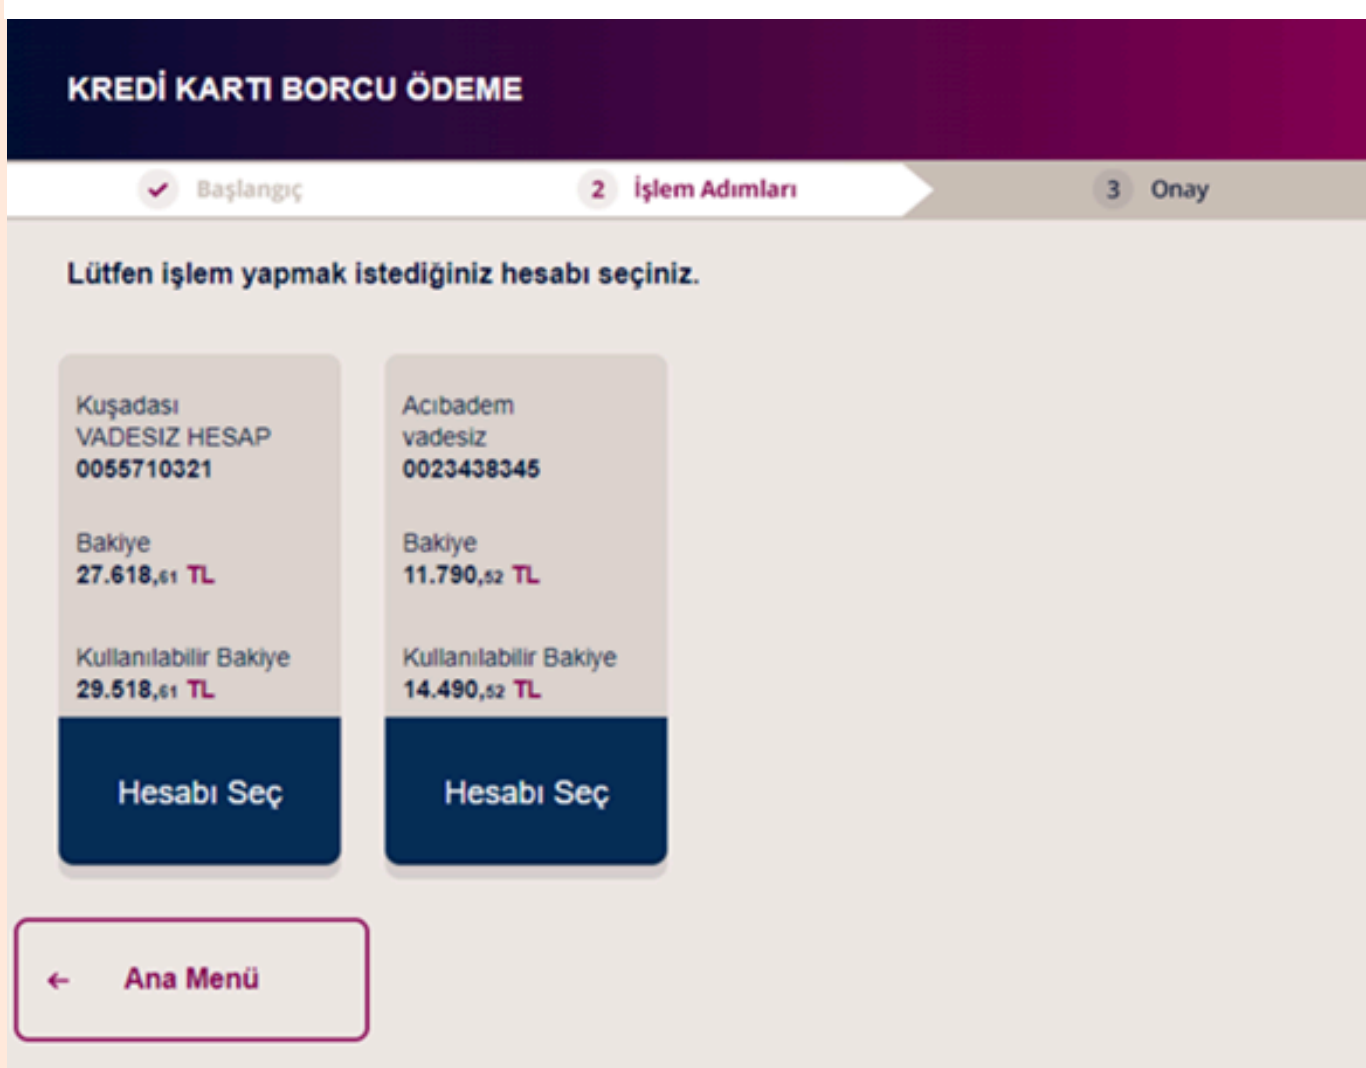 KREDİ KARTI BORCU ÖDEME
Başlangıç
2 İşlem Adımları
3 Onay
Lütfen işlem yapmak istediğiniz hesabı seçiniz.
Kuşadası
VADESIZ HESAP
0055710321
Bakiye
27.618,61 TL
Kullanılabilir Bakiye
29.518,61 TL
Hesabı Seç
Acıbadem
vadesiz
0023438345
Bakiye
11.790,52 TL
Kullanılabilir Bakiye
14.490,52 TL
Hesabı Seç
← Ana Menü